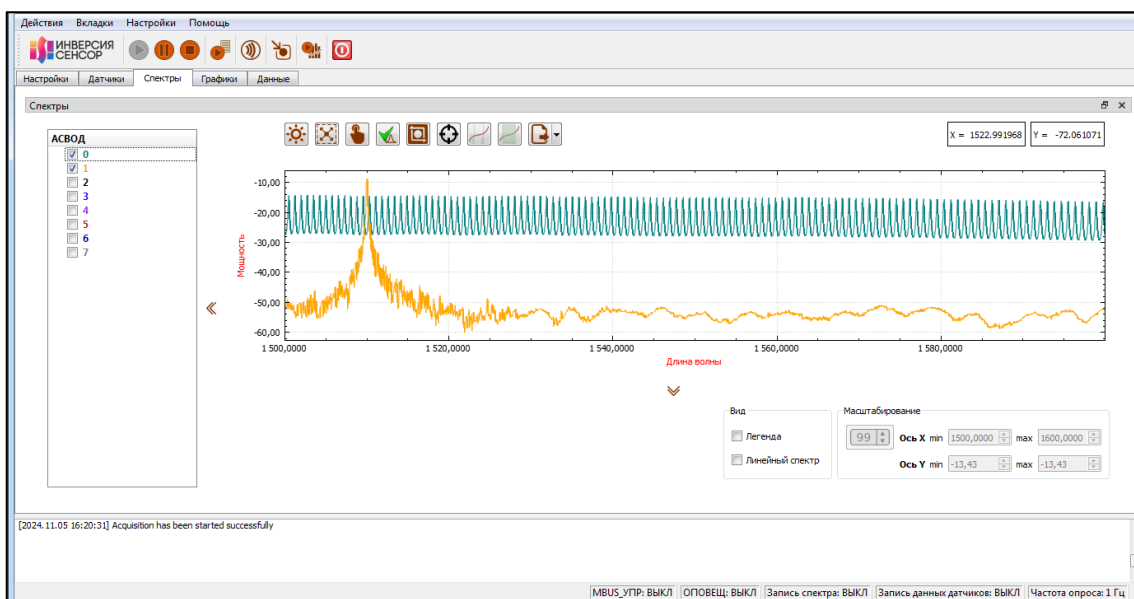 Действия Вкладки Настройки Помощь
ИНВЕРСИЯ
СЕНСОР
Настройки Датчики Спектры Графики Данные
Спектры
АСВОД
0
1
2
3
4
5
6
7
X = 1522.991968 Y = -72.061071
-10,00
-20,00
-30,00
-40,00
-50,00
-60,00
Мощность
1 500,0000 1 520,0000 1 540,0000 1 560,0000 1 580,0000
Длина волны
Вид
Легенда
Линейный спектр
Масштабирование
99 Ось X min 1500,0000 max 1600,0000
Ось Y min -13,43 max -13,43
[2024.11.05 16:20:31] Acquisition has been started successfully
MBUS_УПР: ВЫКЛ ОПОВЕЩ: ВЫКЛ Запись спектра: ВЫКЛ Запись данных датчиков: ВЫКЛ Частота опроса: 1 Гц